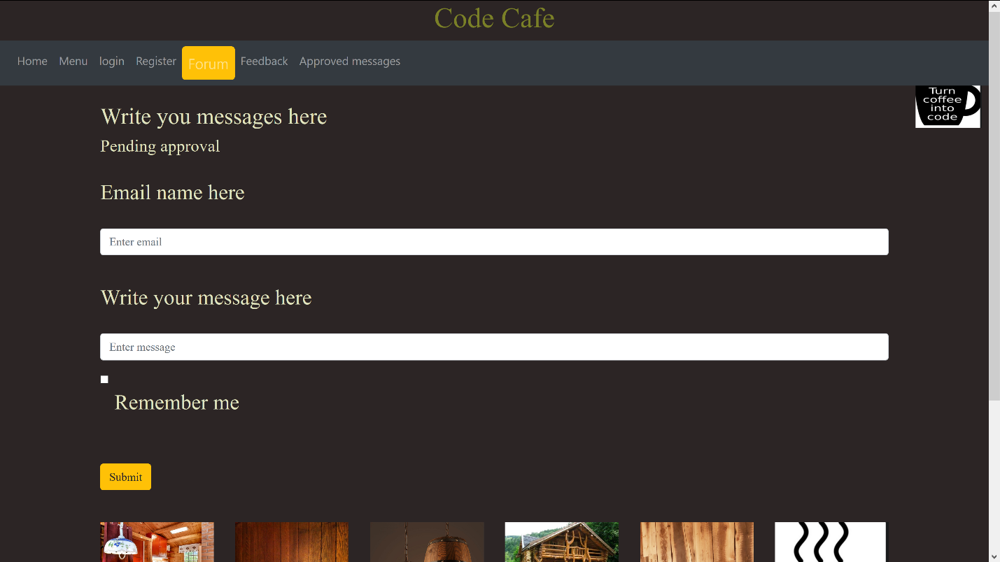 Code Cafe
Home Menu login Register Forum Feedback Approved messages
Turn
coffee
into
code
Write you messages here
Pending approval
Email name here
Enter email
Write your message here
Enter message
Remember me
Submit